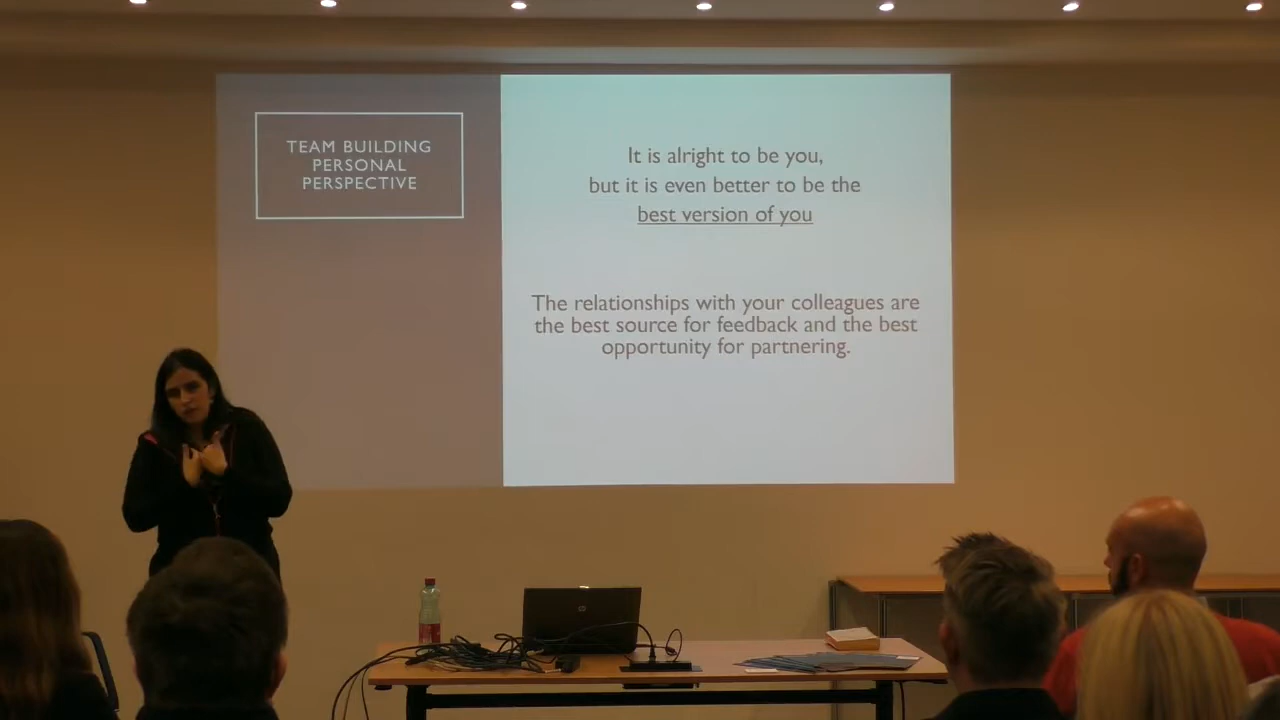 TEAM BUILDING
PERSONAL
PERSPECTIVE
It is alright to be you,
but it is even better to be the
best version of you
The relationships with your colleagues are
the best source for feedback and the best
opportunity for partnering.